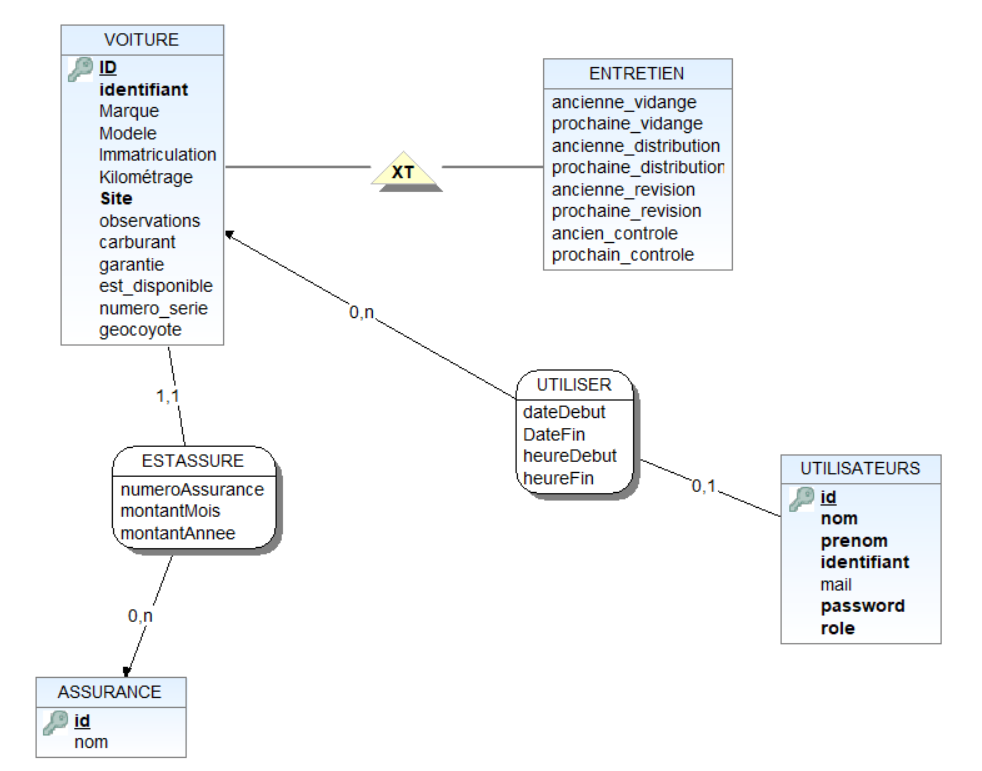 VOITURE
ID
identifiant
Marque
Modele
Immatriculation
Kilométrage
Site
observations
carburant
garantie
est_disponible
numero_serie
geocoyote
XT
ENTRETIEN
ancienne_vidange
prochaine_vidange
ancienne_distribution
prochaine_distribution
ancienne_revision
prochaine_revision
ancien_controle
prochain_controle
0,n
1,1
UTILISER
dateDebut
DateFin
heureDebut
heureFin
0,1
ESTASSURE
numeroAssurance
montantMois
montantAnnee
0,n
UTILISATEURS
id
nom
prenom
identifiant
mail
password
role
ASSURANCE
id
nom